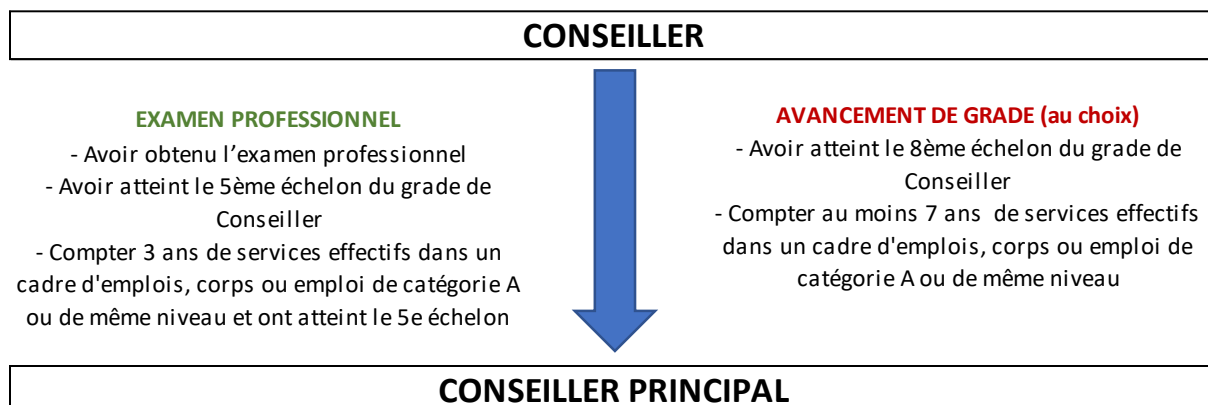 CONSEILLER
EXAMEN PROFESSIONNEL
- Avoir obtenu l’examen professionnel
- Avoir atteint le 5ème échelon du grade de
Conseiller
- Compter 3 ans de services effectifs dans un
cadre d'emplois, corps ou emploi de catégorie A
ou de même niveau et ont atteint le 5e échelon
AVANCEMENT DE GRADE (au choix)
- Avoir atteint le 8ème échelon du grade de
Conseiller
- Compter au moins 7 ans de services effectifs
dans un cadre d'emplois, corps ou emploi de
catégorie A ou de même niveau
CONSEILLER PRINCIPAL